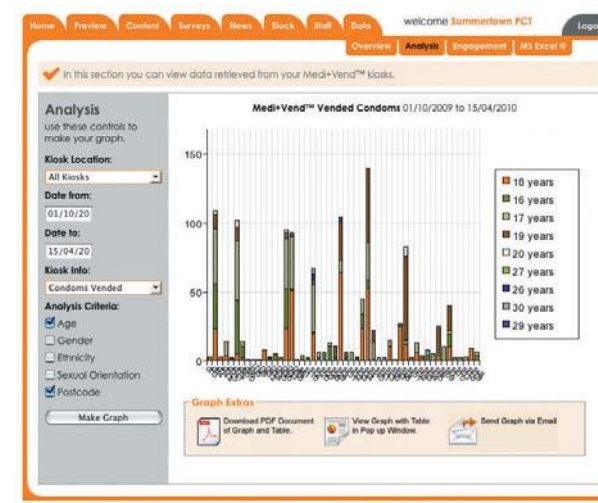 Home Preview Content Surveys News Stock Staff Data welcome Summertown PCT Logo
Overview Analysis Engagement MS Excel
In this section you can view data retrieved from your Medi+Vend™ kiosks.
Analysis
use these controls to
make your graph.
Kiosk Location:
All Kiosks
Date from:
01/10/20
Date to:
15/04/20
Kiosk Info:
Condoms Vended
Analysis Criteria:
Age
Gender
Ethnicity
Sexual Orientation
Postcode
Make Graph
Medi+Vend™ Vended Condoms 01/10/2009 to 15/04/2010
150
100
50
0
18 years
16 years
17 years
19 years
20 years
27 years
26 years
30 years
29 years
Graph Extras
Download PDF Document
of Graph and Table.
View Graph with Table
in Pop up Window.
Send Graph via Email